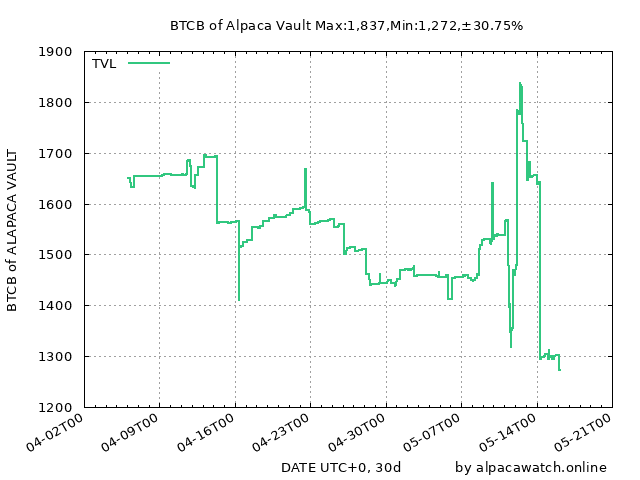 BTCB of Alpaca Vault Max:1,837,Min:1,272,±30.75%
TVL
BTCB of ALAPACA VAULT
1900
1800
1700
1600
1500
1400
1300
1200
04-02T00
04-09T00
04-16T00
04-23T00
04-30T00
05-07T00
05-14T00
05-21T00
DATE UTC+0, 30d
by alpacawatch.online